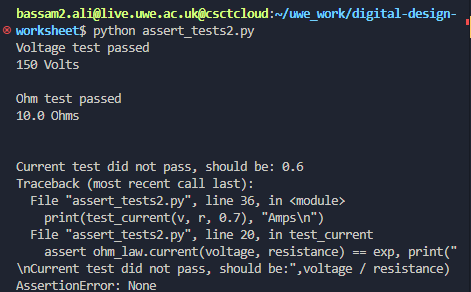 bassam2.ali@live.uwe.ac.uk@csctcloud:~/uwe_work/digital-design-
worksheet$ python assert_tests2.py
Voltage test passed
150 Volts
Ohm test passed
10.0 Ohms
Current test did not pass, should be: 0.6
Traceback (most recent call last):
  File "assert_tests2.py", line 36, in <module>
    print(test_current(v, r, 0.7), "Amps\n")
  File "assert_tests2.py", line 20, in test_current
    assert ohm_law.current(voltage, resistance) == exp, print("
\nCurrent test did not pass, should be:",voltage / resistance)
AssertionError: None